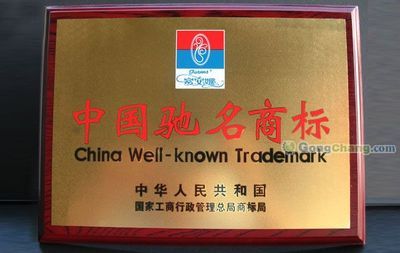 中国驰名商标
China Well-known Trademark
GongChang.com
中华人民共和国
国家工商行政管理总局商标局